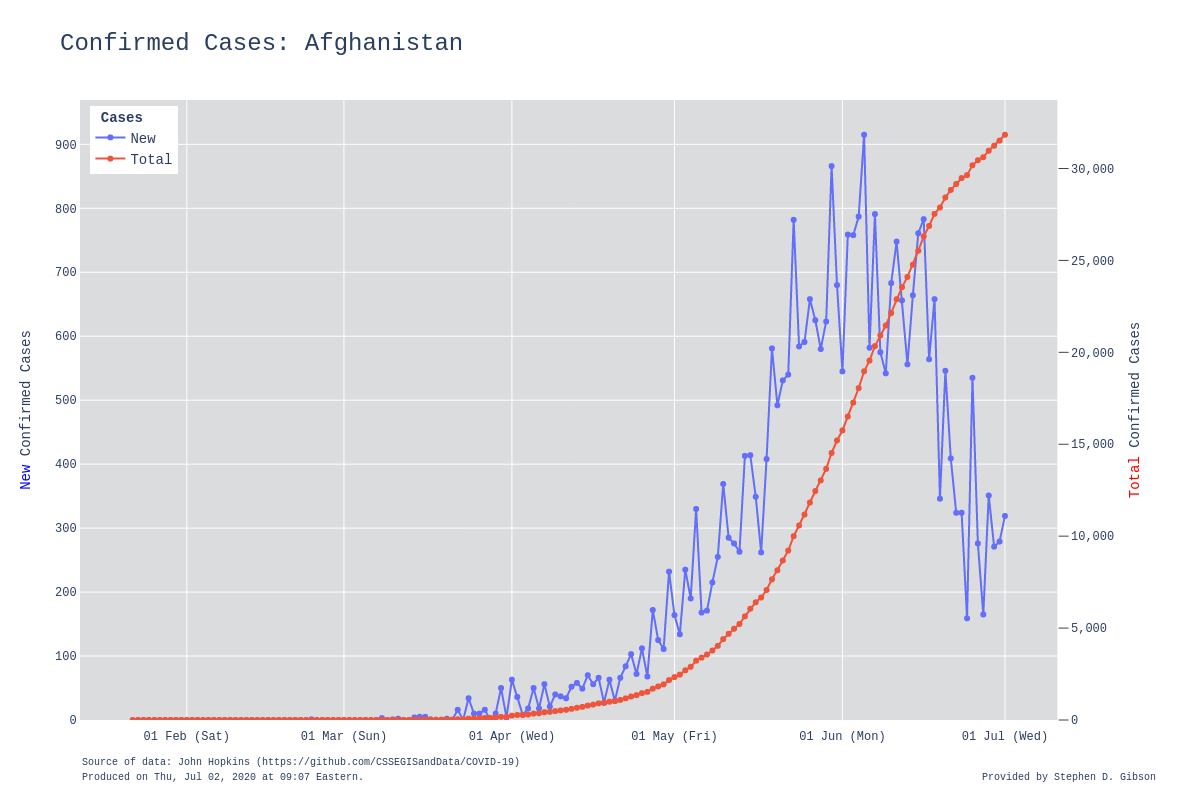 Confirmed Cases: Afghanistan
Cases
New
Total
900
800
700
600
500
400
300
200
100
0
30,000
25,000
20,000
15,000
10,000
5,000
0
New Confirmed Cases
Total Confirmed Cases
01 Feb (Sat)
01 Mar (Sun)
01 Apr (Wed)
01 May (Fri)
01 Jun (Mon)
01 Jul (Wed)
Source of data: John Hopkins (https://github.com/CSSEGISandData/COVID-19)
Produced on Thu, Jul 02, 2020 at 09:07 Eastern.
Provided by Stephen D. Gibson